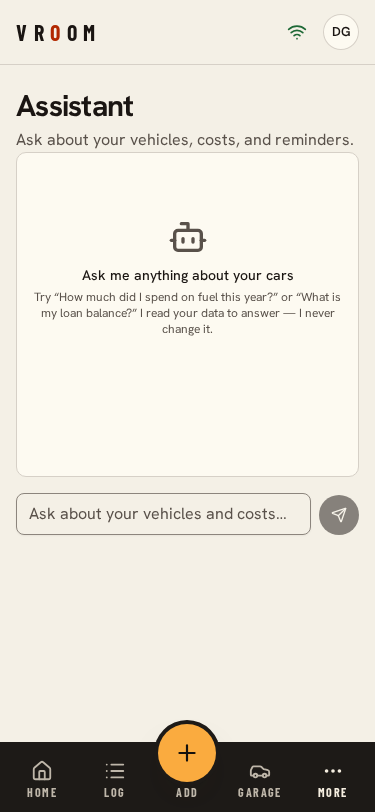 VROOM
DG
Assistant
Ask about your vehicles, costs, and reminders.
Ask me anything about your cars
Try “How much did I spend on fuel this year?” or “What is
my loan balance?” I read your data to answer — I never
change it.
Ask about your vehicles and costs...
HOME
LOG
ADD
GARAGE
MORE